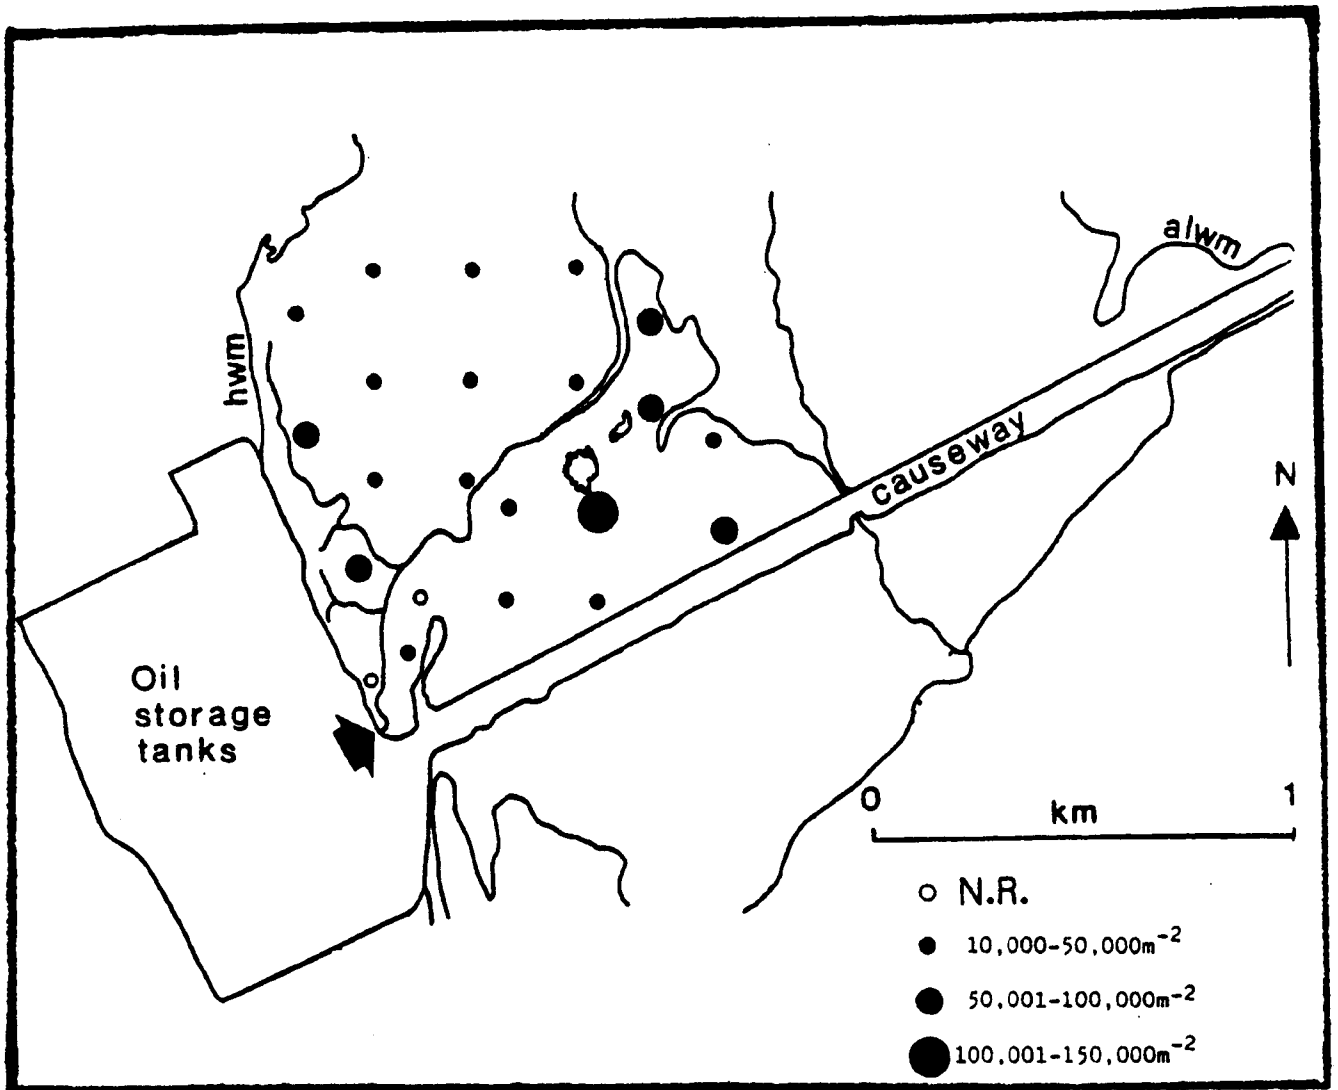 alwm
hwm
causeway
N
Oil
storage
tanks
0 1
km
N.R.
10,000-50,000m⁻²
50,001-100,000m⁻²
100,001-150,000m⁻²